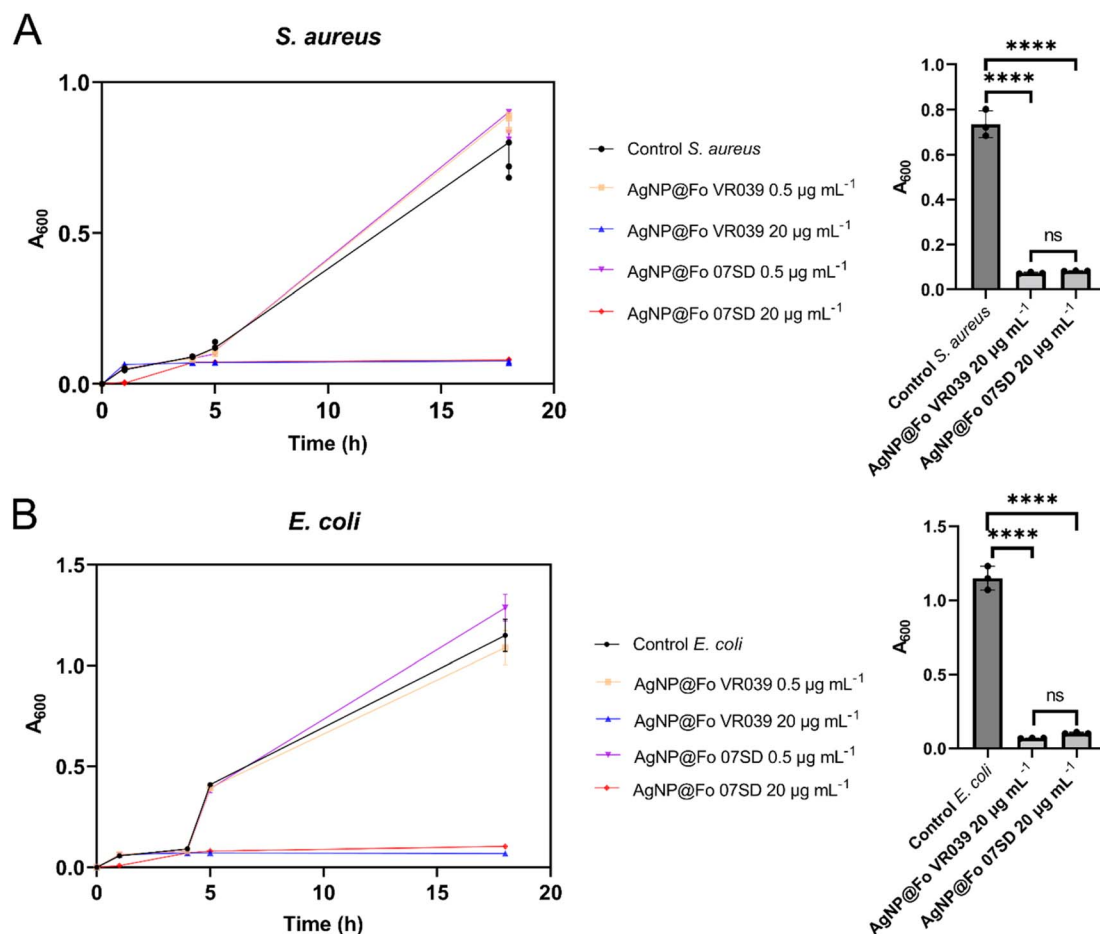 A
S. aureus
A600
1.0
0.5
0.0
0
5
10
15
20
Time (h)
Control S. aureus
AgNP@Fo VR039 0.5 µg mL-1
AgNP@Fo VR039 20 µg mL-1
AgNP@Fo 07SD 0.5 µg mL-1
AgNP@Fo 07SD 20 µg mL-1
****
****
ns
A600
1.0
0.8
0.6
0.4
0.2
0.0
Control S. aureus
AgNP@Fo VR039 20 µg mL-1
AgNP@Fo 07SD 20 µg mL-1
B
E. coli
A600
1.5
1.0
0.5
0.0
0
5
10
15
20
Time (h)
Control E. coli
AgNP@Fo VR039 0.5 µg mL-1
AgNP@Fo VR039 20 µg mL-1
AgNP@Fo 07SD 0.5 µg mL-1
AgNP@Fo 07SD 20 µg mL-1
****
****
ns
A600
1.5
1.0
0.5
0.0
Control E. coli
AgNP@Fo VR039 20 µg mL-1
AgNP@Fo 07SD 20 µg mL-1